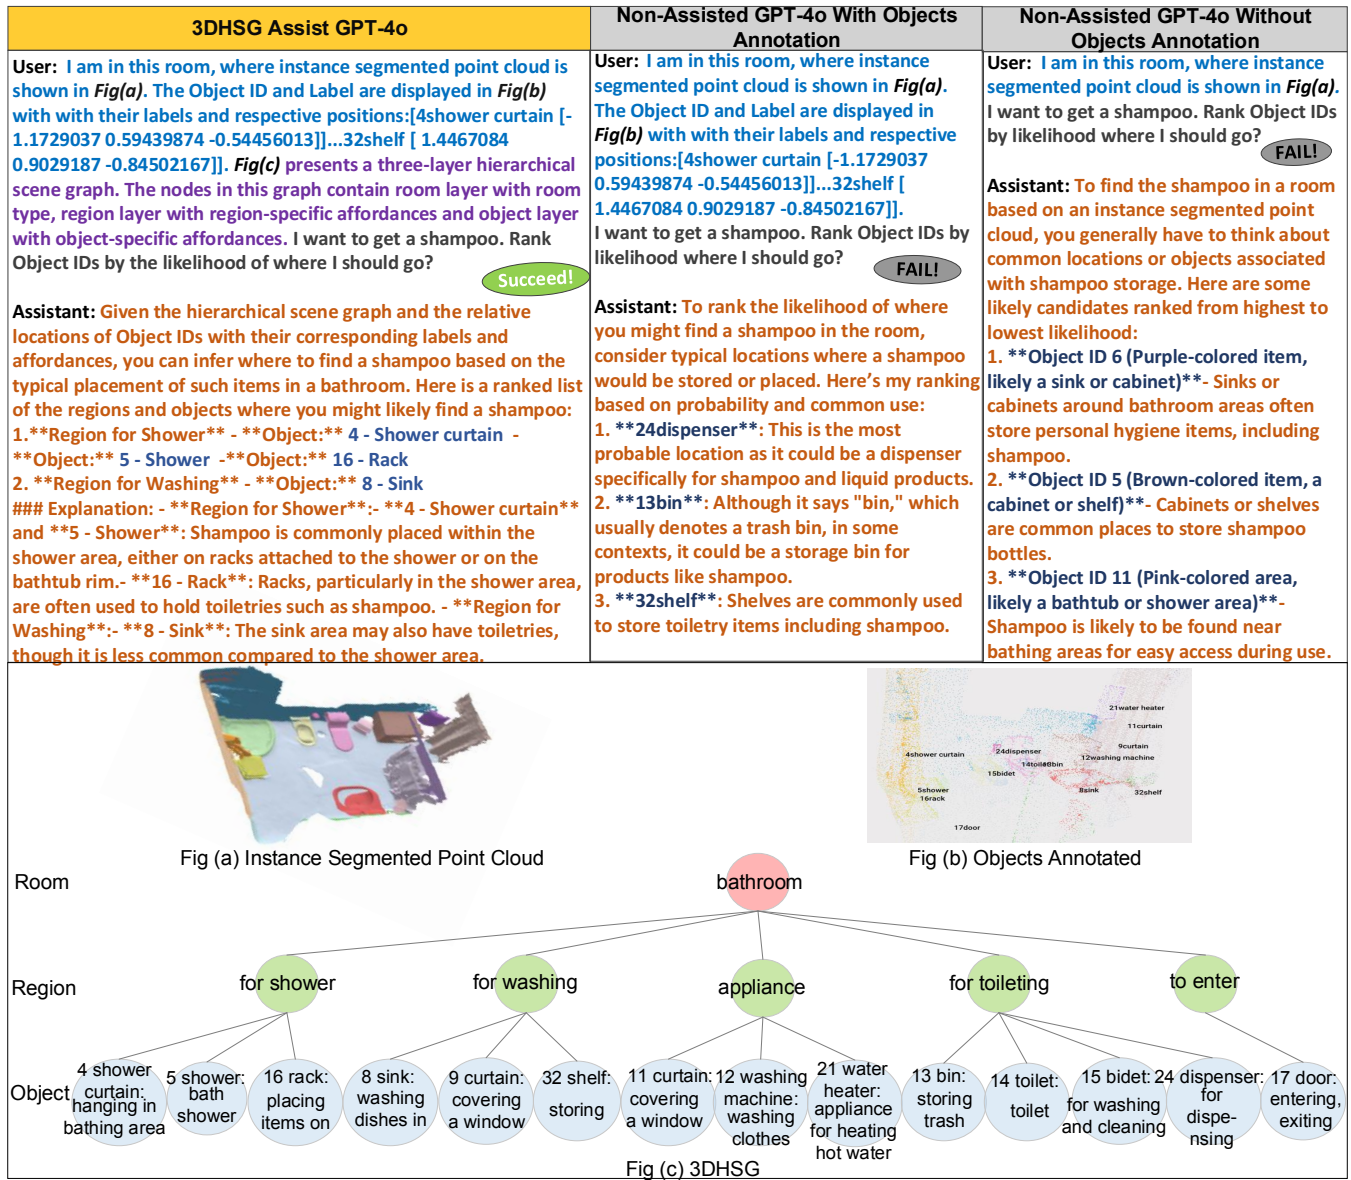 3DHSG Assist GPT-4o
User: I am in this room, where instance segmented point cloud is
shown in Fig(a). The Object ID and Label are displayed in Fig(b)
with with their labels and respective positions:[4shower curtain [-
1.1729037 0.59439874 -0.54456013]]...32shelf [ 1.4467084
0.9029187 -0.84502167]]. Fig(c) presents a three-layer hierarchical
scene graph. The nodes in this graph contain room layer with room
type, region layer with region-specific affordances and object layer
with object-specific affordances. I want to get a shampoo. Rank
Object IDs by the likelihood of where I should go?
Succeed!
Assistant: Given the hierarchical scene graph and the relative
locations of Object IDs with their corresponding labels and
affordances, you can infer where to find a shampoo based on the
typical placement of such items in a bathroom. Here is a ranked list
of the regions and objects where you might likely find a shampoo:
1.**Region for Shower** - **Object:** 4 - Shower curtain -
**Object:** 5 - Shower -**Object:** 16 - Rack
2. **Region for Washing** - **Object:** 8 - Sink
### Explanation: - **Region for Shower**:- **4 - Shower curtain**
and **5 - Shower**: Shampoo is commonly placed within the
shower area, either on racks attached to the shower or on the
bathtub rim.- **16 - Rack**: Racks, particularly in the shower area,
are often used to hold toiletries such as shampoo. - **Region for
Washing**:- **8 - Sink**: The sink area may also have toiletries,
though it is less common compared to the shower area.
Non-Assisted GPT-4o With Objects
Annotation
User: I am in this room, where instance
segmented point cloud is shown in Fig(a).
The Object ID and Label are displayed in
Fig(b) with with their labels and respective
positions:[4shower curtain [-1.1729037
0.59439874 -0.54456013]]...32shelf [
1.4467084 0.9029187 -0.84502167]].
I want to get a shampoo. Rank Object IDs by
likelihood where I should go?
FAIL!
Assistant: To rank the likelihood of where
you might find a shampoo in the room,
consider typical locations where a shampoo
would be stored or placed. Here's my ranking
based on probability and common use:
1. **24dispenser**: This is the most
probable location as it could be a dispenser
specifically for shampoo and liquid products.
2. **13bin**: Although it says "bin," which
usually denotes a trash bin, in some
contexts, it could be a storage bin for
products like shampoo.
3. **32shelf**: Shelves are commonly used
to store toiletry items including shampoo.
Non-Assisted GPT-4o Without
Objects Annotation
User: I am in this room, where instance
segmented point cloud is shown in Fig(a).
I want to get a shampoo. Rank Object IDs
by likelihood where I should go?
FAIL!
Assistant: To find the shampoo in a room
based on an instance segmented point
cloud, you generally have to think about
common locations or objects associated
with shampoo storage. Here are some
likely candidates ranked from highest to
lowest likelihood:
1. **Object ID 6 (Purple-colored item,
likely a sink or cabinet)**- Sinks or
cabinets around bathroom areas often
store personal hygiene items, including
shampoo.
2. **Object ID 5 (Brown-colored item, a
cabinet or shelf)**- Cabinets or shelves
are common places to store shampoo
bottles.
3. **Object ID 11 (Pink-colored area,
likely a bathtub or shower area)**-
Shampoo is likely to be found near
bathing areas for easy access during use.
Fig (a) Instance Segmented Point Cloud
21water heater
11curtain
9curtain
4shower curtain
24dispenser
12washing machine
14toilet
15bidet
5shower
16rack
8sink
32shelf
17door
Fig (b) Objects Annotated
Room
bathroom
Region
for shower
for washing
appliance
for toileting
to enter
Object
4 shower
curtain:
hanging in
bathing area
5 shower:
bath
shower
16 rack:
placing
items on
8 sink:
washing
dishes in
9 curtain:
covering
a window
32 shelf:
storing
11 curtain:
covering
a window
12 washing
machine:
washing
clothes
21 water
heater:
appliance
for heating
hot water
13 bin:
storing
trash
14 toilet:
toilet
15 bidet:
for washing
and cleaning
24 dispenser:
for
dispe-
nsing
17 door:
entering,
exiting
Fig (c) 3DHSG